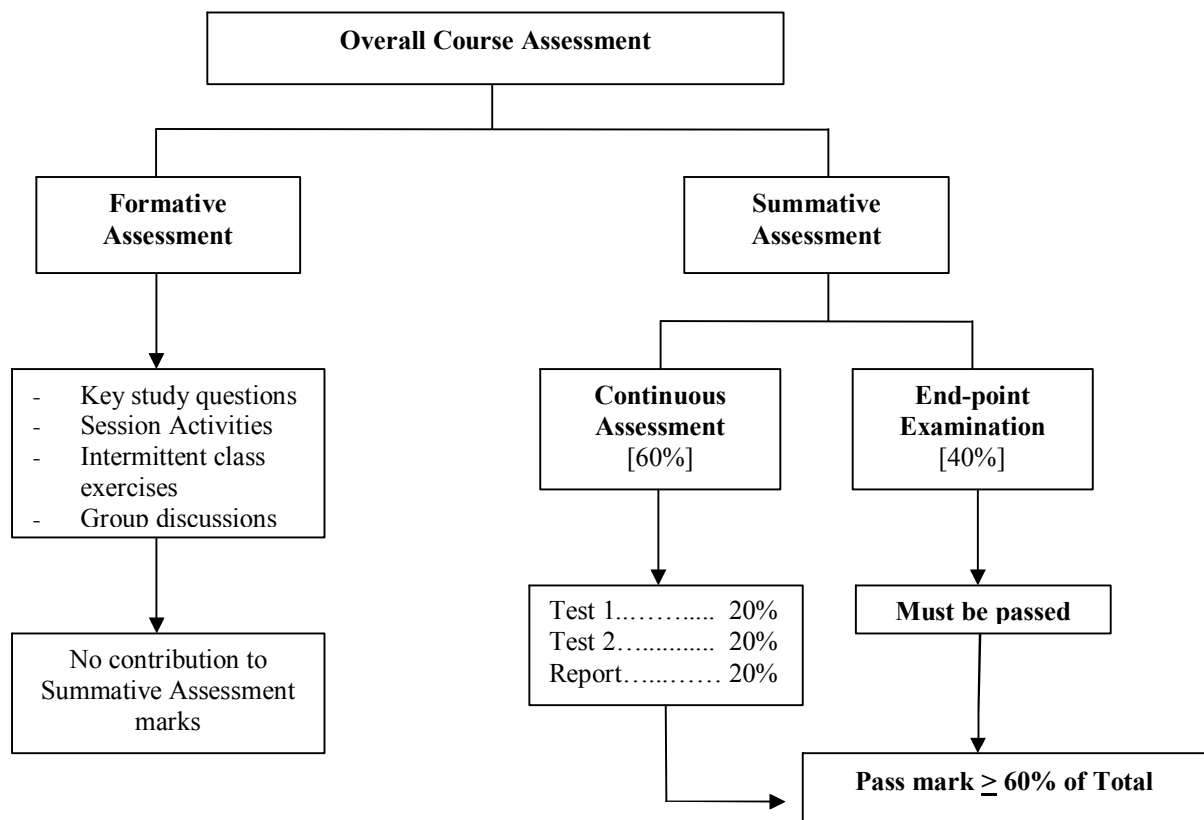 Overall Course Assessment
Formative
Assessment
Summative
Assessment
- Key study questions
- Session Activities
- Intermittent class
exercises
- Group discussions
Continuous
Assessment
[60%]
End-point
Examination
[40%]
Test 1..……..... 20%
Test 2…........... 20%
Report…...…… 20%
Must be passed
No contribution to
Summative Assessment
marks
Pass mark ≥ 60% of Total